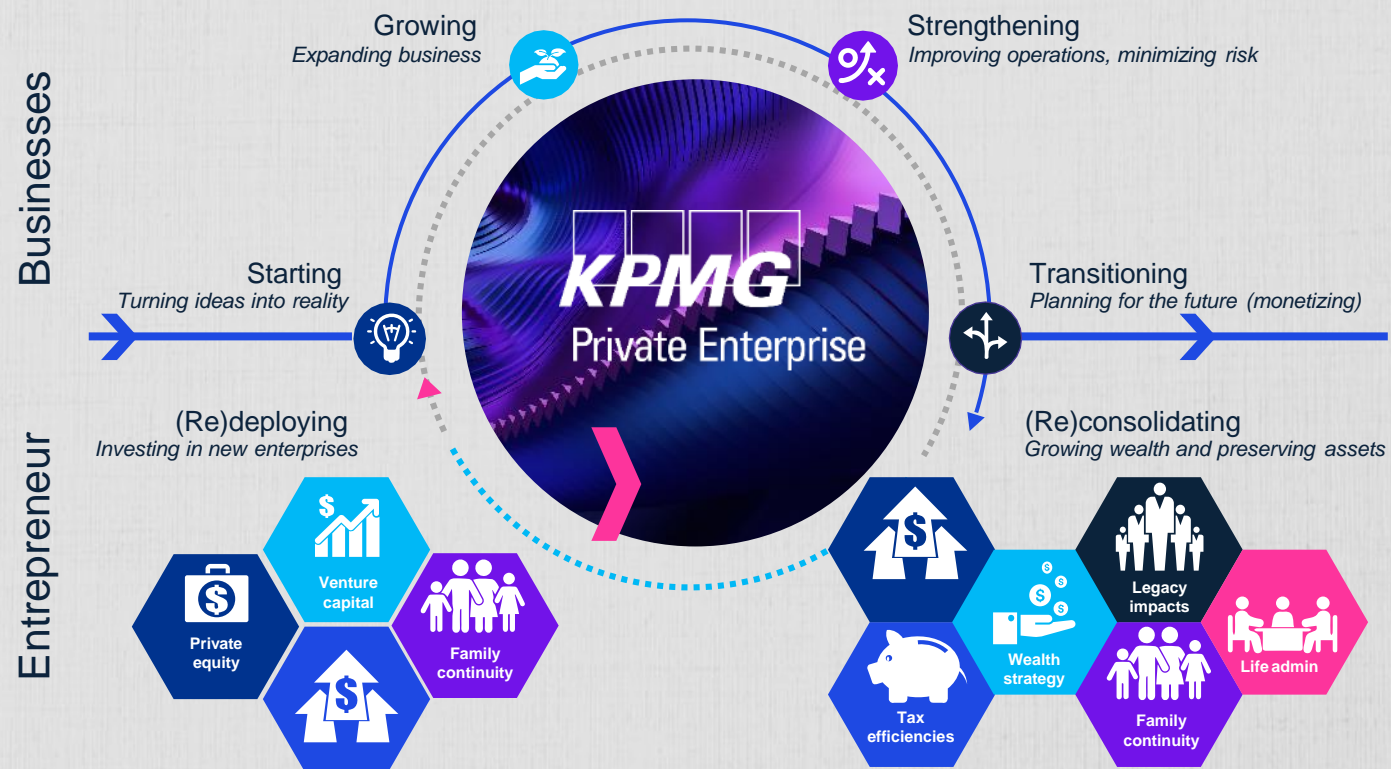 Businesses
Growing
Expanding business
Strengthening
Improving operations, minimizing risk
Starting
Turning ideas into reality
KPMG
Private Enterprise
Transitioning
Planning for the future (monetizing)
Entrepreneur
(Re)deploying
Investing in new enterprises
(Re)consolidating
Growing wealth and preserving assets
$
Venture
capital
$
Private
equity
Family
continuity
$
$
Legacy
impacts
$
$
$
$
Wealth
strategy
Life admin
Tax
efficiencies
Family
continuity